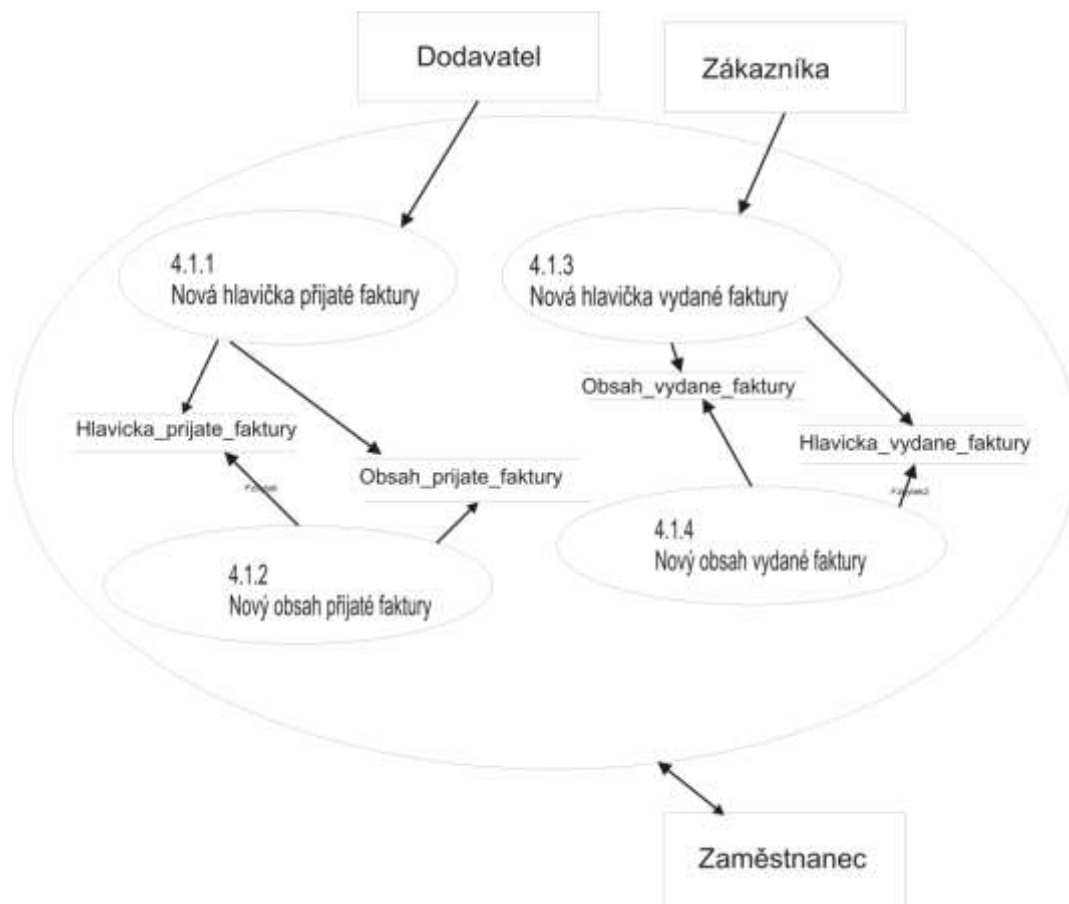 Dodavatel
Zákazníka
4.1.1
Nová hlavička přijaté faktury
4.1.3
Nová hlavička vydané faktury
Obsah_vydane_faktury
Hlavicka_prijate_faktury
Hlavicka_vydane_faktury
Obsah_prijate_faktury
4.1.4
Nový obsah vydané faktury
4.1.2
Nový obsah přijaté faktury
Zaměstnanec